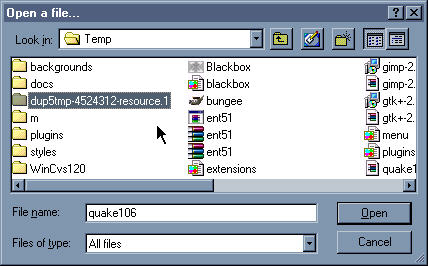 Open a file...
Look in: Temp
backgrounds
docs
dup5tmp-4524312-resource.1
m
plugins
styles
WinCvs120
Blackbox
blackbox
bungee
ent51
ent51
ent51
extensions
gimp-2.
gimp-2.
gtk+-2.
gtk+-2.
menu
plugins
quake1
File name: quake106
Open
Files of type: All files
Cancel